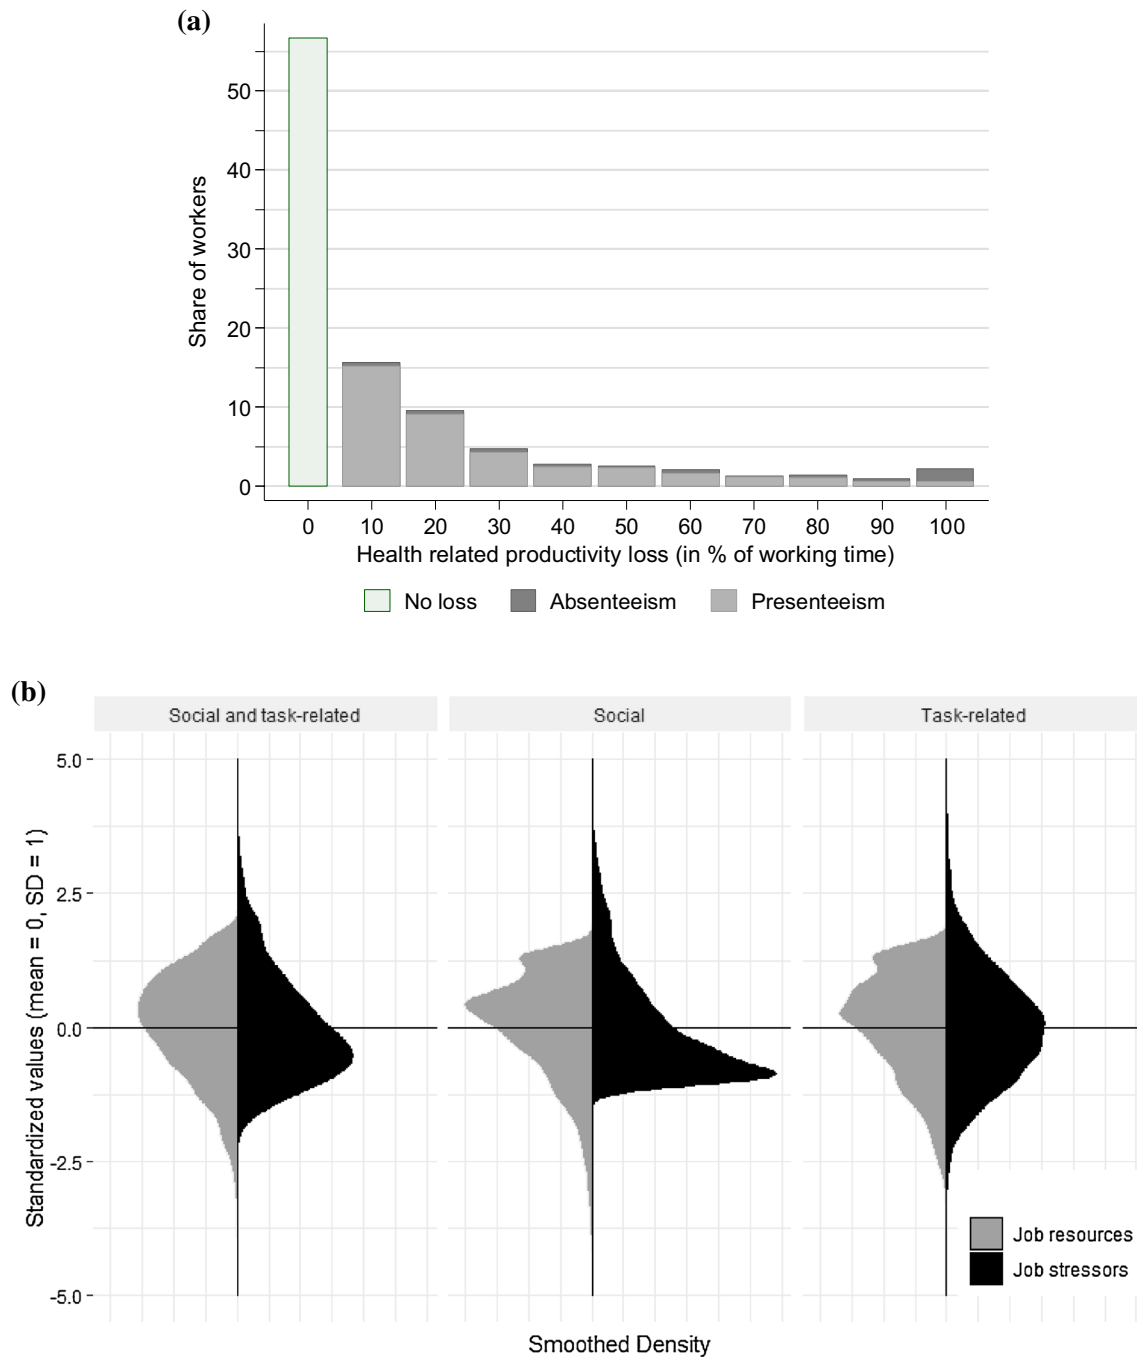 (a)
Share of workers
50
40
30
20
10
0
0 10 20 30 40 50 60 70 80 90 100
Health related productivity loss (in % of working time)
No loss Absenteeism Presenteeism
(b)
Social and task-related Social Task-related
Standardized values (mean = 0, SD = 1)
5.0
2.5
0.0
-2.5
-5.0
Job resources
Job stressors
Smoothed Density